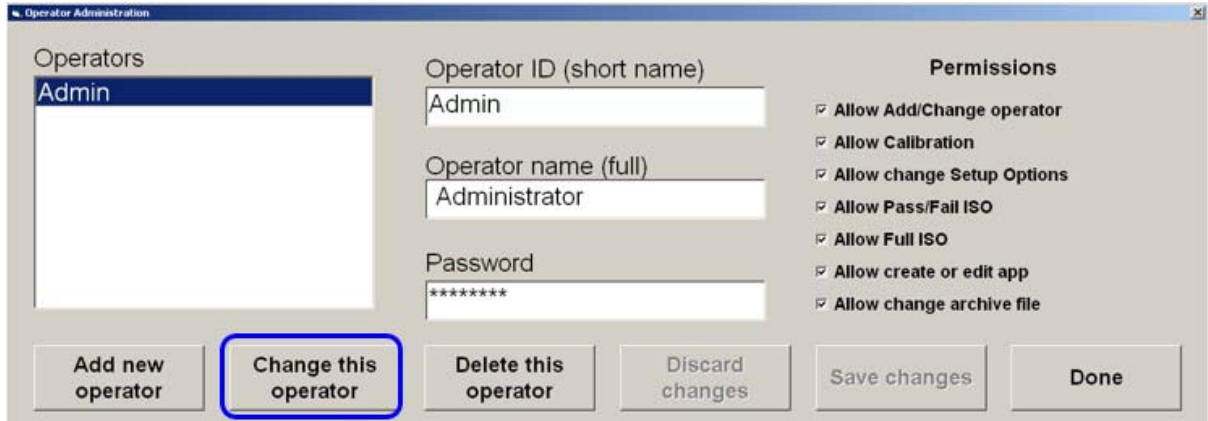 Operator Administration
Operators
Admin
Operator ID (short name)
Admin
Operator name (full)
Administrator
Password
********
Permissions
Allow Add/Change operator
Allow Calibration
Allow change Setup Options
Allow Pass/Fail ISO
Allow Full ISO
Allow create or edit app
Allow change archive file
Add new
operator
Change this
operator
Delete this
operator
Discard
changes
Save changes
Done